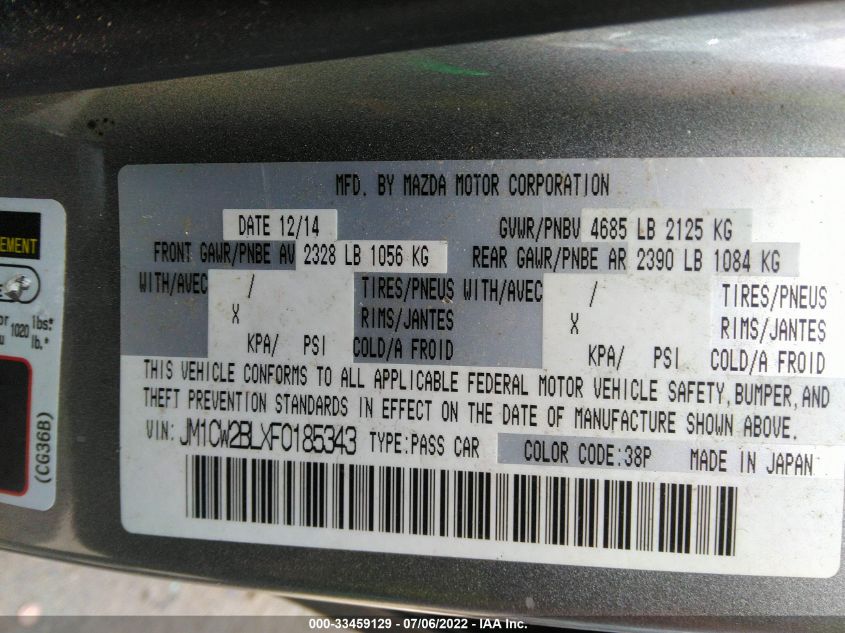 MFD. BY MAZDA MOTOR CORPORATION
DATE 12/14 GVWR/PNBV 4685 LB 2125 KG
FRONT GAWR/PNBE AV 2328 LB 1056 KG REAR GAWR/PNBE AR 2390 LB 1084 KG
WITH/AVEC / TIRES/PNEUS WITH/AVEC / TIRES/PNEUS
X RIMS/JANTES X RIMS/JANTES
KPA/ PSI COLD/A FROID KPA/ PSI COLD/A FROID
THIS VEHICLE CONFORMS TO ALL APPLICABLE FEDERAL MOTOR VEHICLE SAFETY, BUMPER, AND
THEFT PREVENTION STANDARDS IN EFFECT ON THE DATE OF MANUFACTURE SHOWN ABOVE.
VIN: JM1CW2BLXF0185343 TYPE:PASS CAR COLOR CODE:38P MADE IN JAPAN
EMENT
or 1020 lbs.*
lb.*
(CG36B)
000-33459129 - 07/06/2022 - IAA Inc.